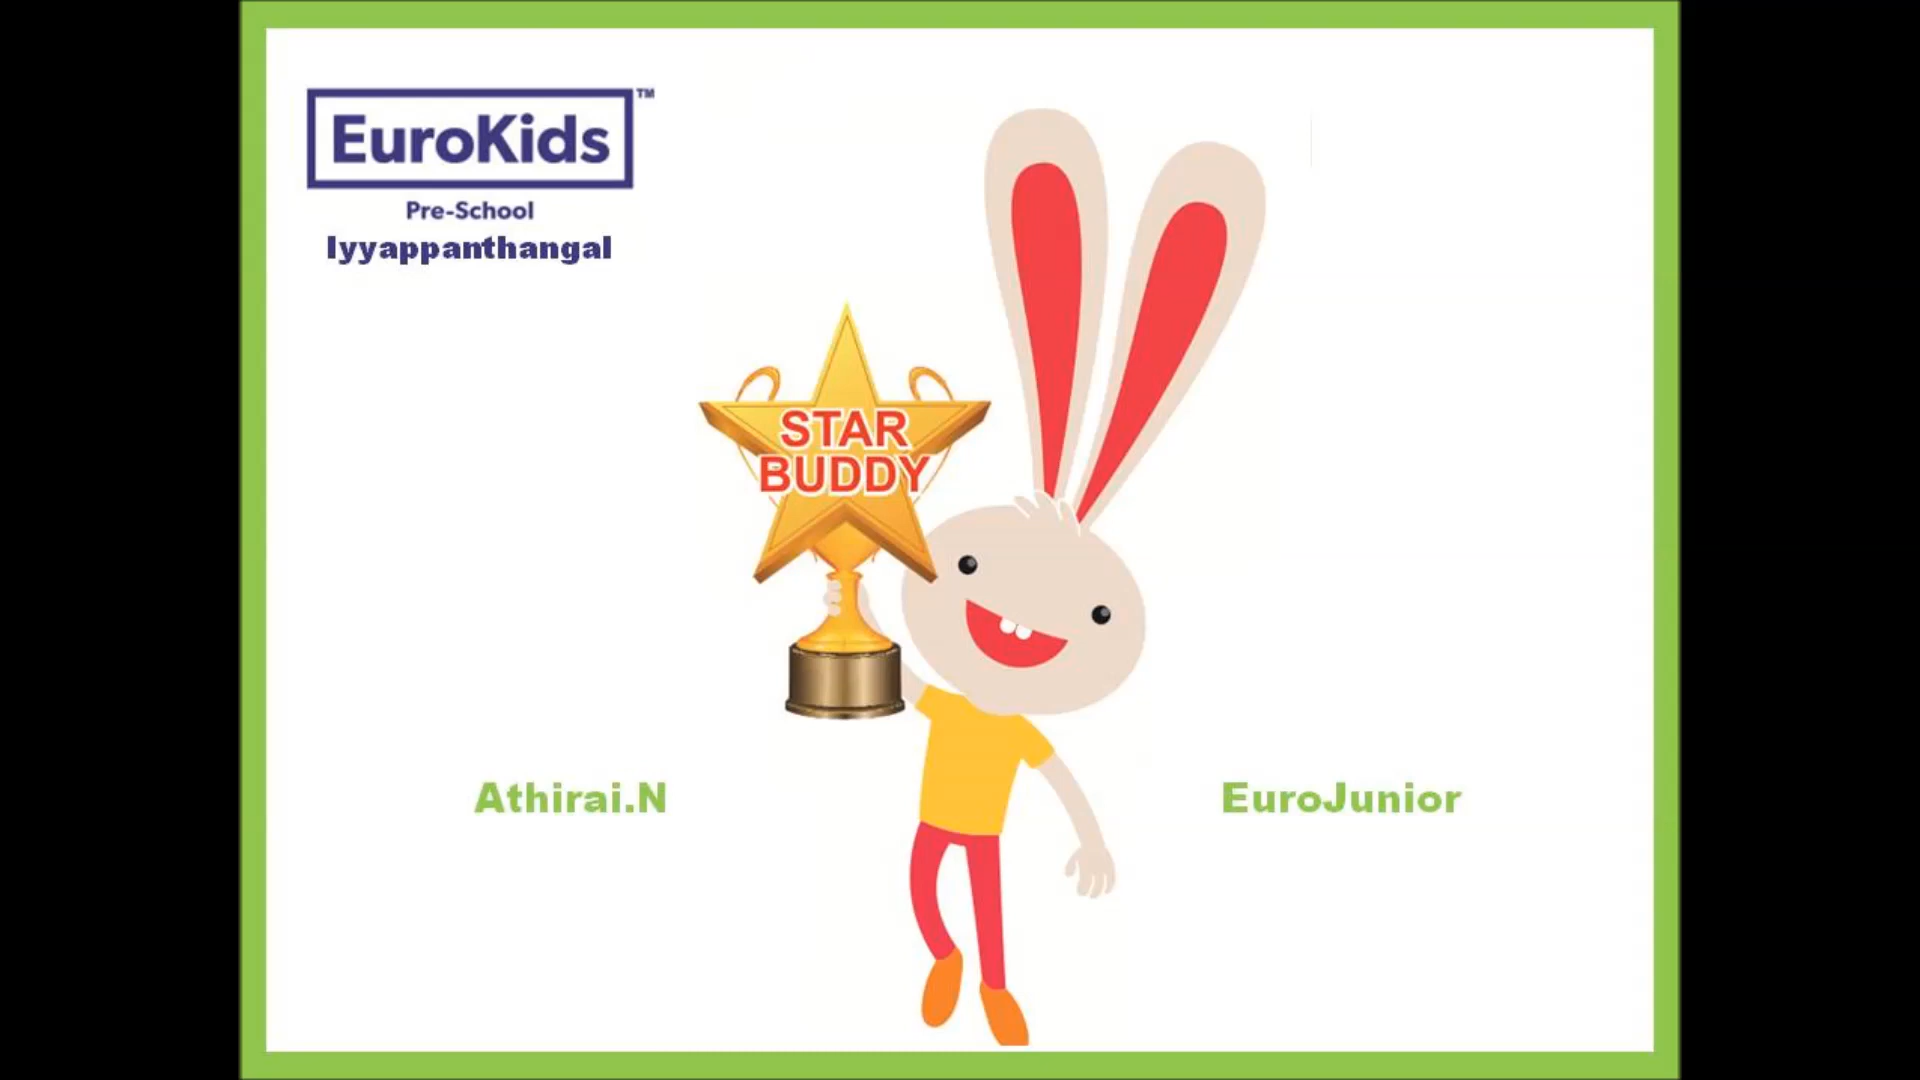 EuroKids™
Pre-School
Iyyappanthangal
STAR
BUDDY
Athirai.N
EuroJunior